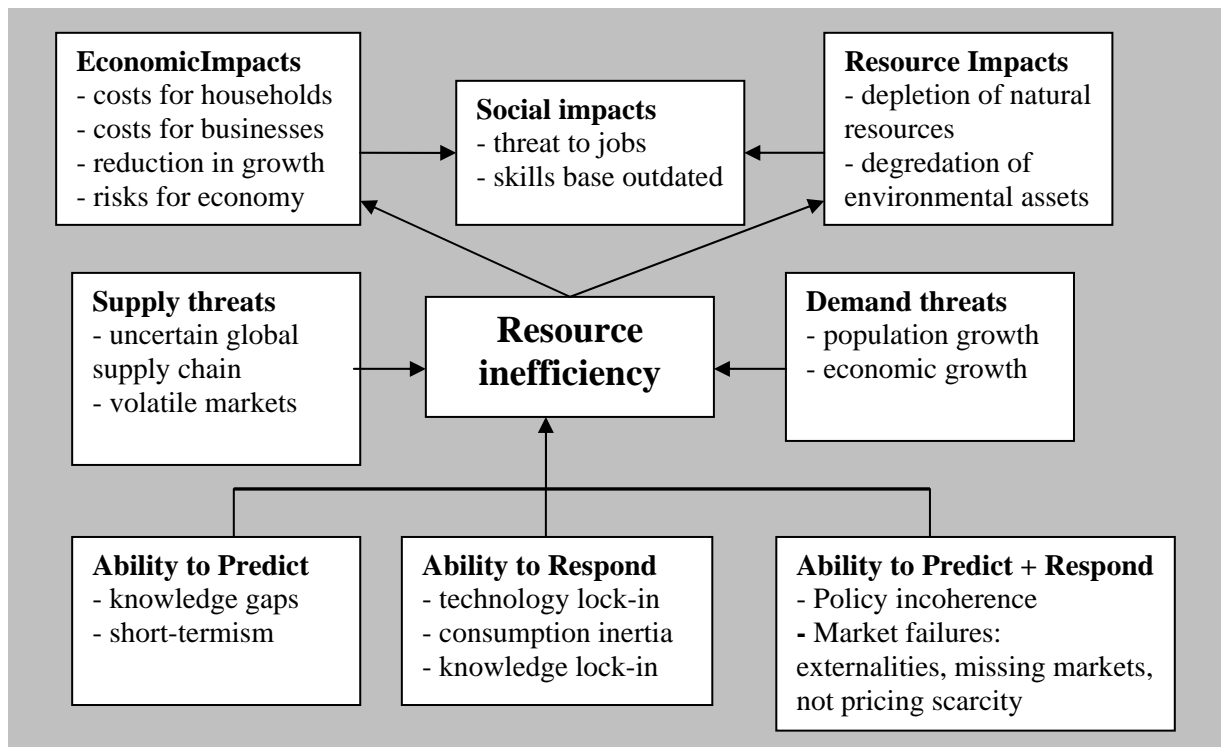 EconomicImpacts
- costs for households
- costs for businesses
- reduction in growth
- risks for economy
Social impacts
- threat to jobs
- skills base outdated
Resource Impacts
- depletion of natural
resources
- degredation of
environmental assets
Supply threats
- uncertain global
supply chain
- volatile markets
Resource
inefficiency
Demand threats
- population growth
- economic growth
Ability to Predict
- knowledge gaps
- short-termism
Ability to Respond
- technology lock-in
- consumption inertia
- knowledge lock-in
Ability to Predict + Respond
- Policy incoherence
- Market failures:
externalities, missing markets,
not pricing scarcity